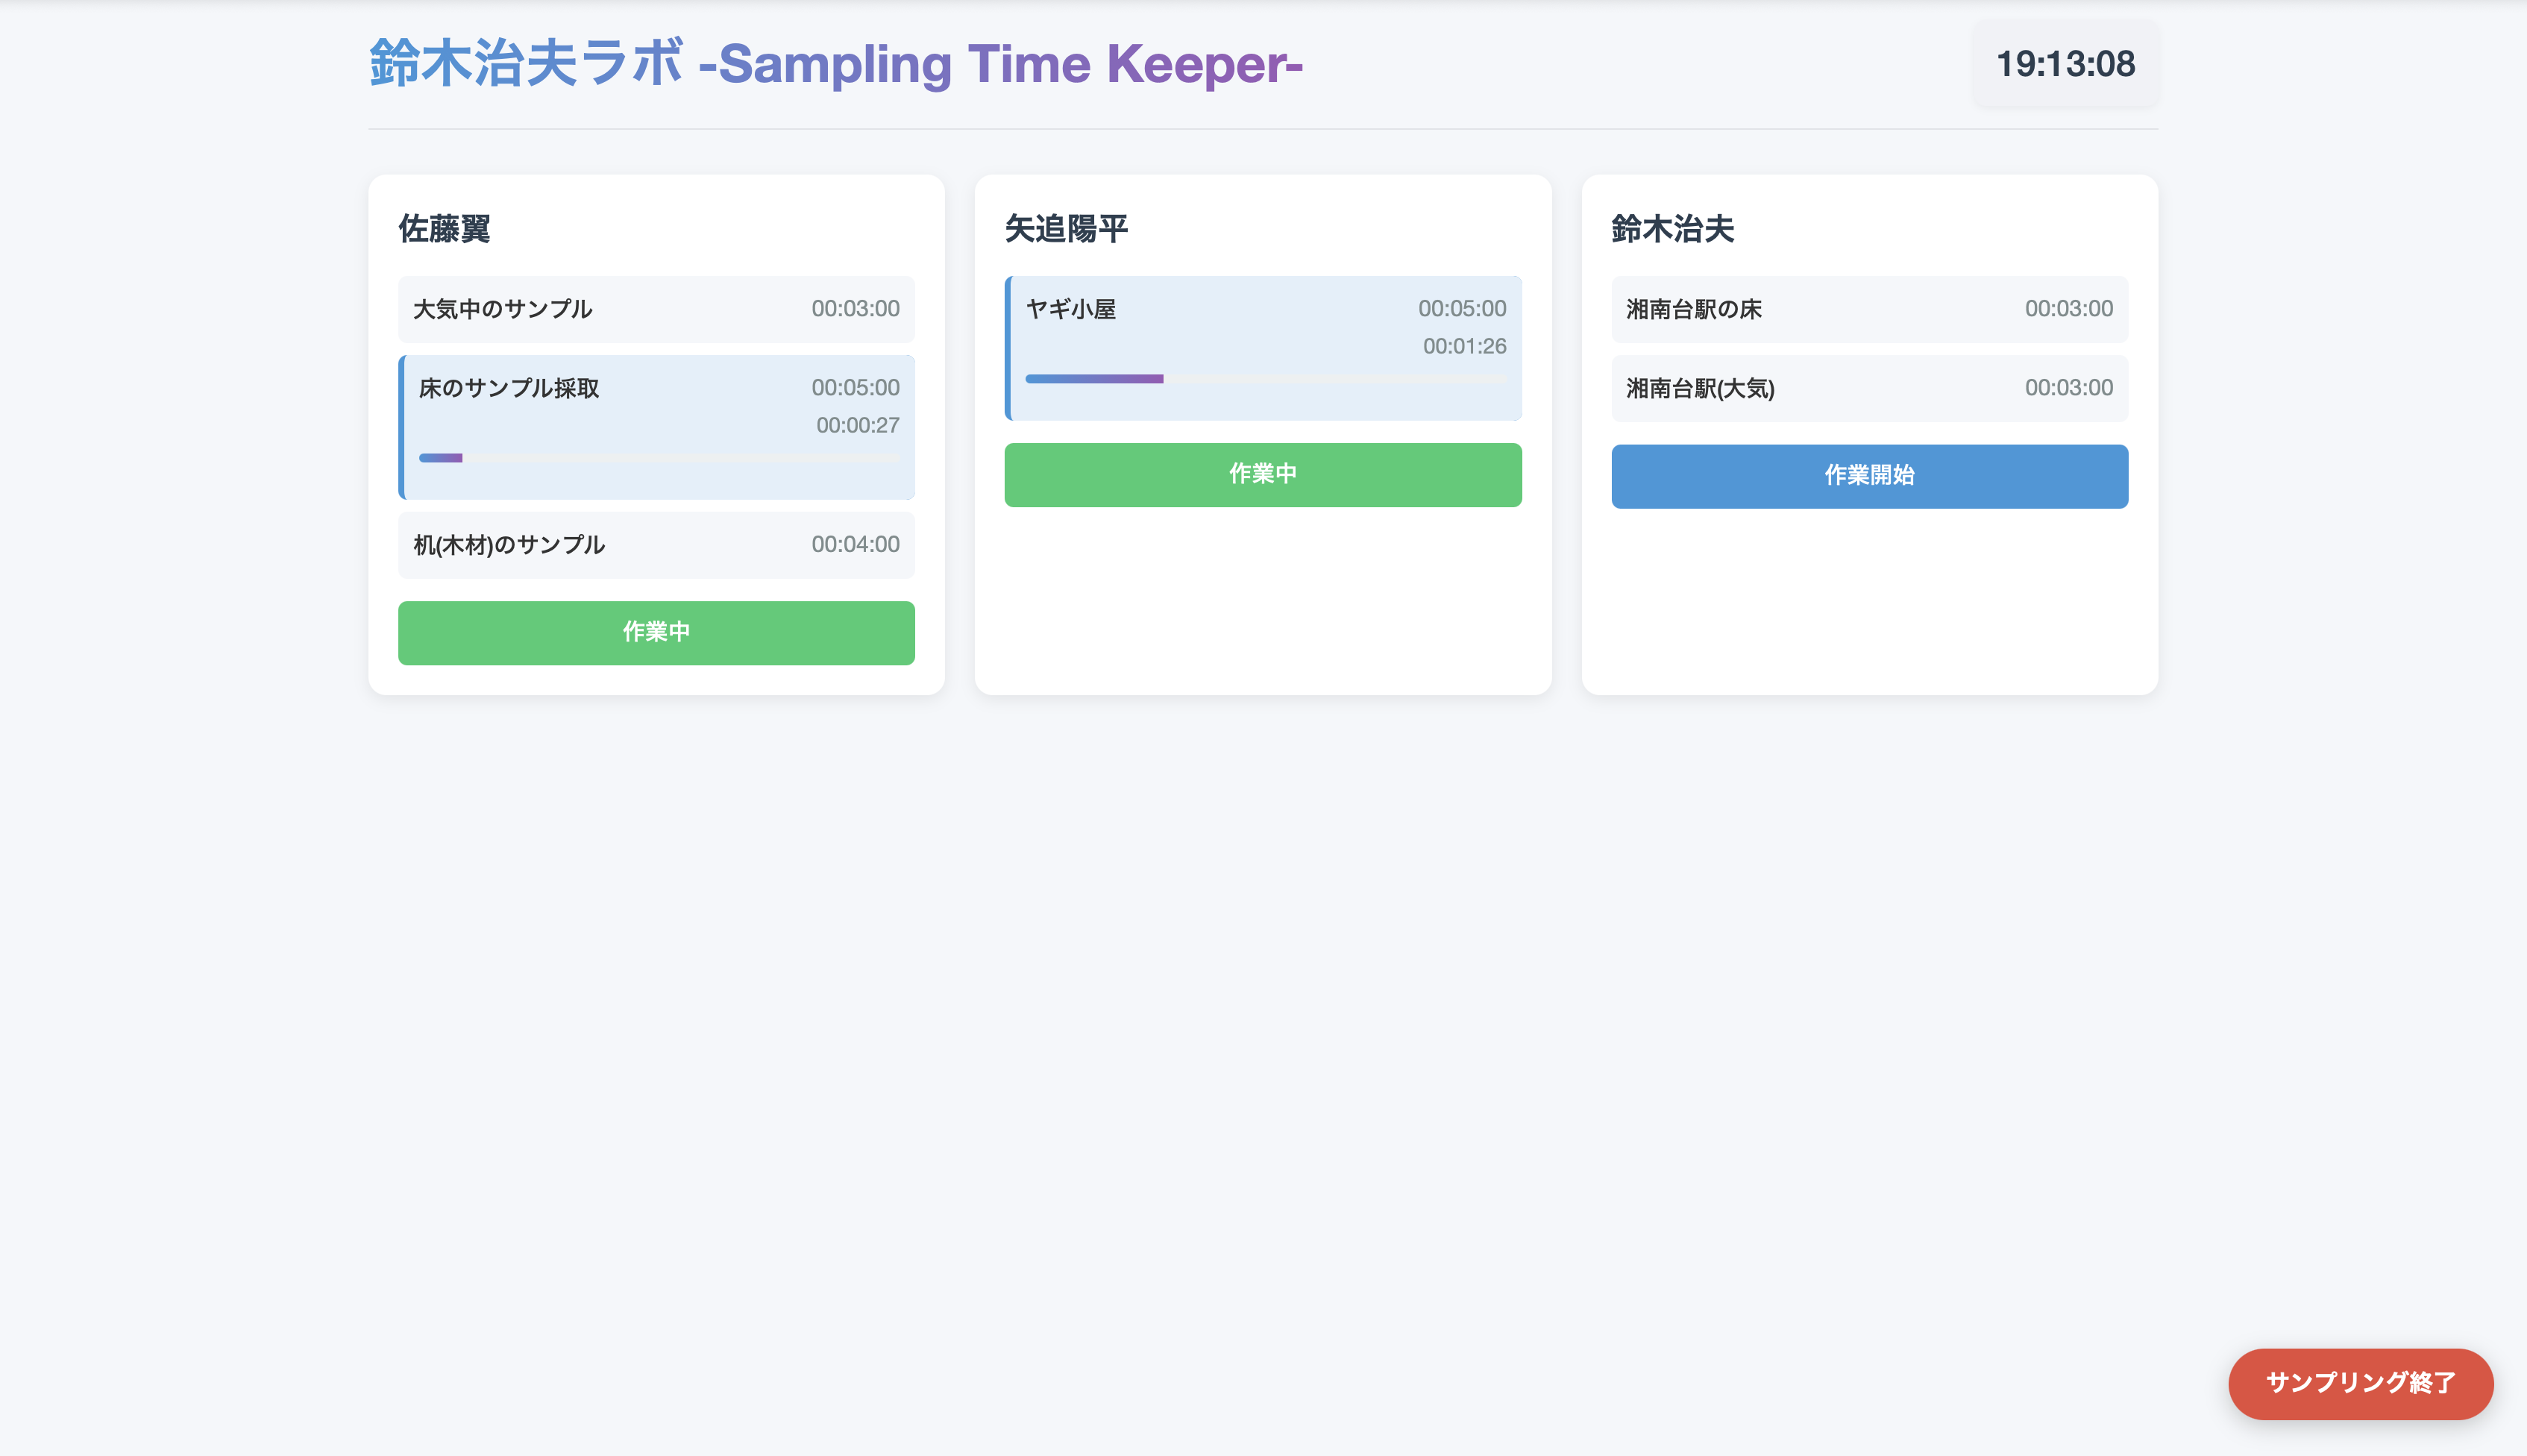 鈴木治夫ラボ -Sampling Time Keeper-
19:13:08
佐藤翼
大気中のサンプル 00:03:00
床のサンプル採取 00:05:00
00:00:27
机(木材)のサンプル 00:04:00
作業中
矢追陽平
ヤギ小屋 00:05:00
00:01:26
作業中
鈴木治夫
湘南台駅の床 00:03:00
湘南台駅(大気) 00:03:00
作業開始
サンプリング終了